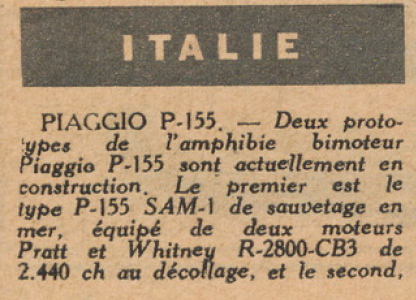 ITALIE
PIAGGIO P-155. — Deux proto-
types de l'amphibie bimoteur
Piaggio P-155 sont actuellement en
construction. Le premier est le
type P-155 SAM-1 de sauvetage en
mer, équipé de deux moteurs
Pratt et Whitney R-2800-CB3 de
2.440 ch au décollage, et le second,